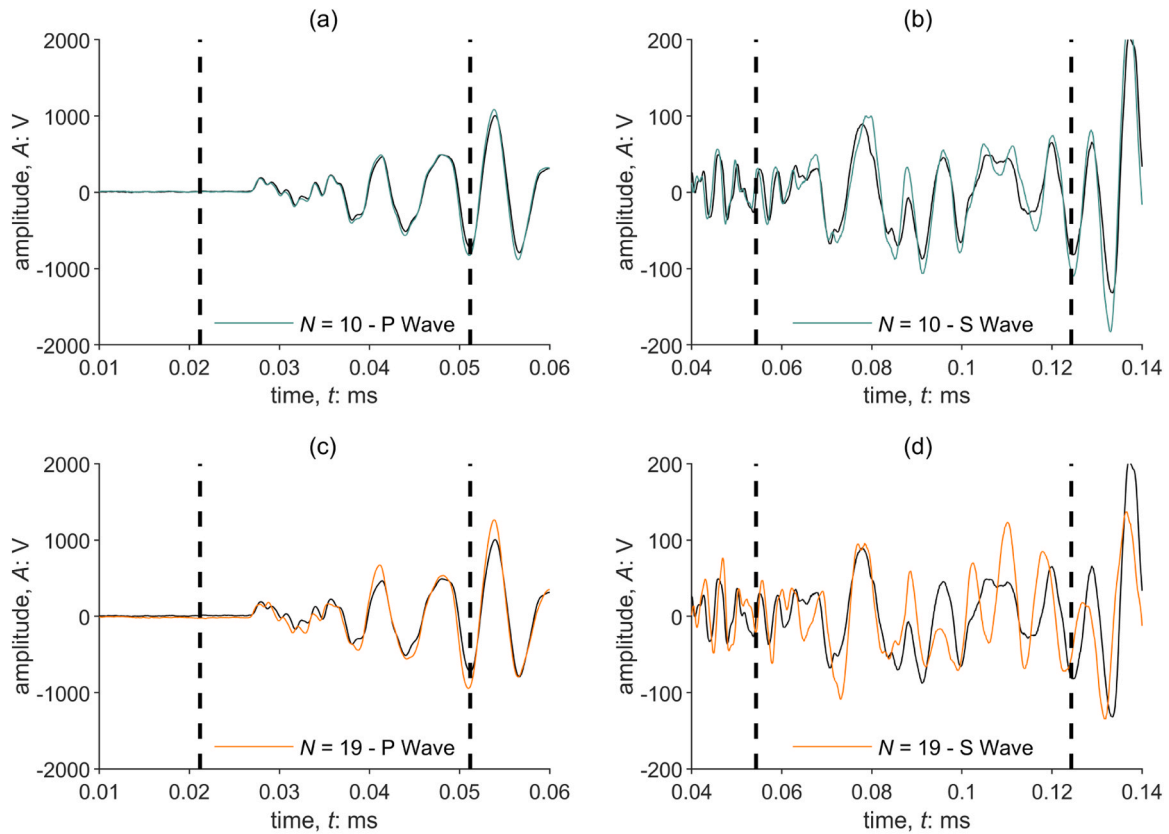 (a)
2000
1000
0
-1000
-2000
amplitude, A: V
N = 10 - P Wave
0.01 0.02 0.03 0.04 0.05 0.06
time, t: ms
(b)
200
100
0
-100
-200
amplitude, A: V
N = 10 - S Wave
0.04 0.06 0.08 0.1 0.12 0.14
time, t: ms
(c)
2000
1000
0
-1000
-2000
amplitude, A: V
N = 19 - P Wave
0.01 0.02 0.03 0.04 0.05 0.06
time, t: ms
(d)
200
100
0
-100
-200
amplitude, A: V
N = 19 - S Wave
0.04 0.06 0.08 0.1 0.12 0.14
time, t: ms